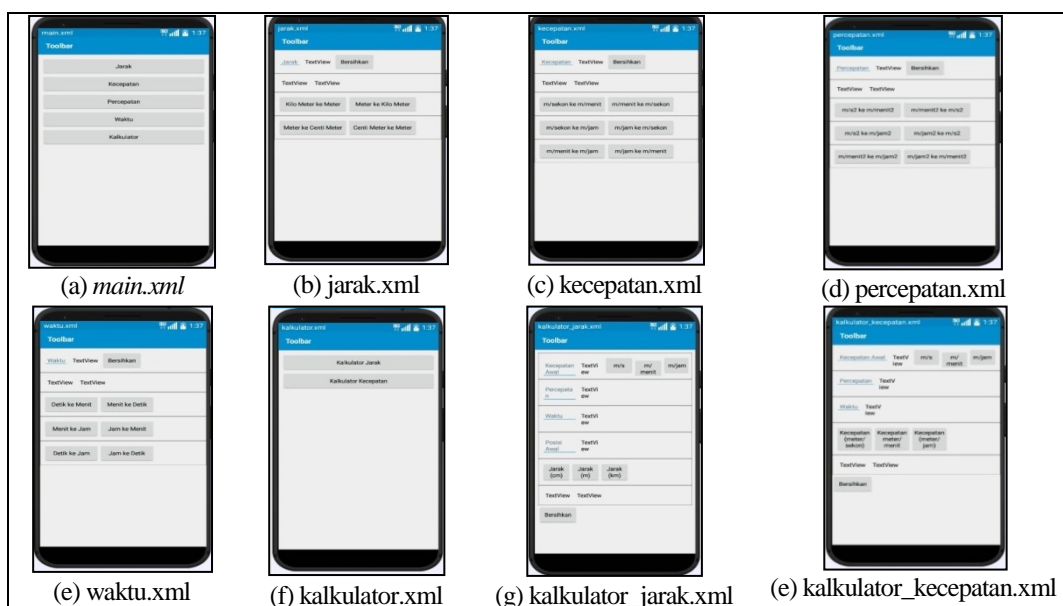 main.xml 1:37
Toolbar
Jarak
Kecepatan
Percepatan
Waktu
Kalkulator
(a) main.xml
jarak.xml 1:37
Toolbar
Jarak TextView Bersihkan
TextView TextView
Kilo Meter ke Meter Meter ke Kilo Meter
Meter ke Centi Meter Centi Meter ke Meter
(b) jarak.xml
kecepatan.xml 1:37
Toolbar
Kecepatan TextView Bersihkan
TextView TextView
m/sekon ke m/menit m/menit ke m/sekon
m/sekon ke m/jam m/jam ke m/sekon
m/menit ke m/jam m/jam ke m/menit
(c) kecepatan.xml
percepatan.xml 1:37
Toolbar
Percepatan TextView Bersihkan
TextView TextView
m/s2 ke m/menit2 m/menit2 ke m/s2
m/s2 ke m/jam2 m/jam2 ke m/s2
m/menit2 ke m/jam2 m/jam2 ke m/menit2
(d) percepatan.xml
waktu.xml 1:37
Toolbar
Waktu TextView Bersihkan
TextView TextView
Detik ke Menit Menit ke Detik
Menit ke Jam Jam ke Menit
Detik ke Jam Jam ke Detik
(e) waktu.xml
kalkulator.xml 1:37
Toolbar
Kalkulator Jarak
Kalkulator Kecepatan
(f) kalkulator.xml
kalkulator_jarak.xml 1:37
Toolbar
Kecepatan TextVi m/s m/ m/jam
Awal ew menit
Percepata TextVi
n ew
Waktu TextVi
ew
Posisi TextVi
Awal ew
Jarak Jarak Jarak
(cm) (m) (km)
TextView TextView
Bersihkan
(g) kalkulator_jarak.xml
kalkulator_kecepatan.xml 1:37
Toolbar
Kecepatan Awal TextV m/s m/ m/jam
iew menit
Percepatan TextV
iew
Waktu TextV
iew
Kecepatan Kecepatan Kecepatan
(meter/ meter/ (meter/
sekon) menit jam)
TextView TextView
Bersihkan
(e) kalkulator_kecepatan.xml